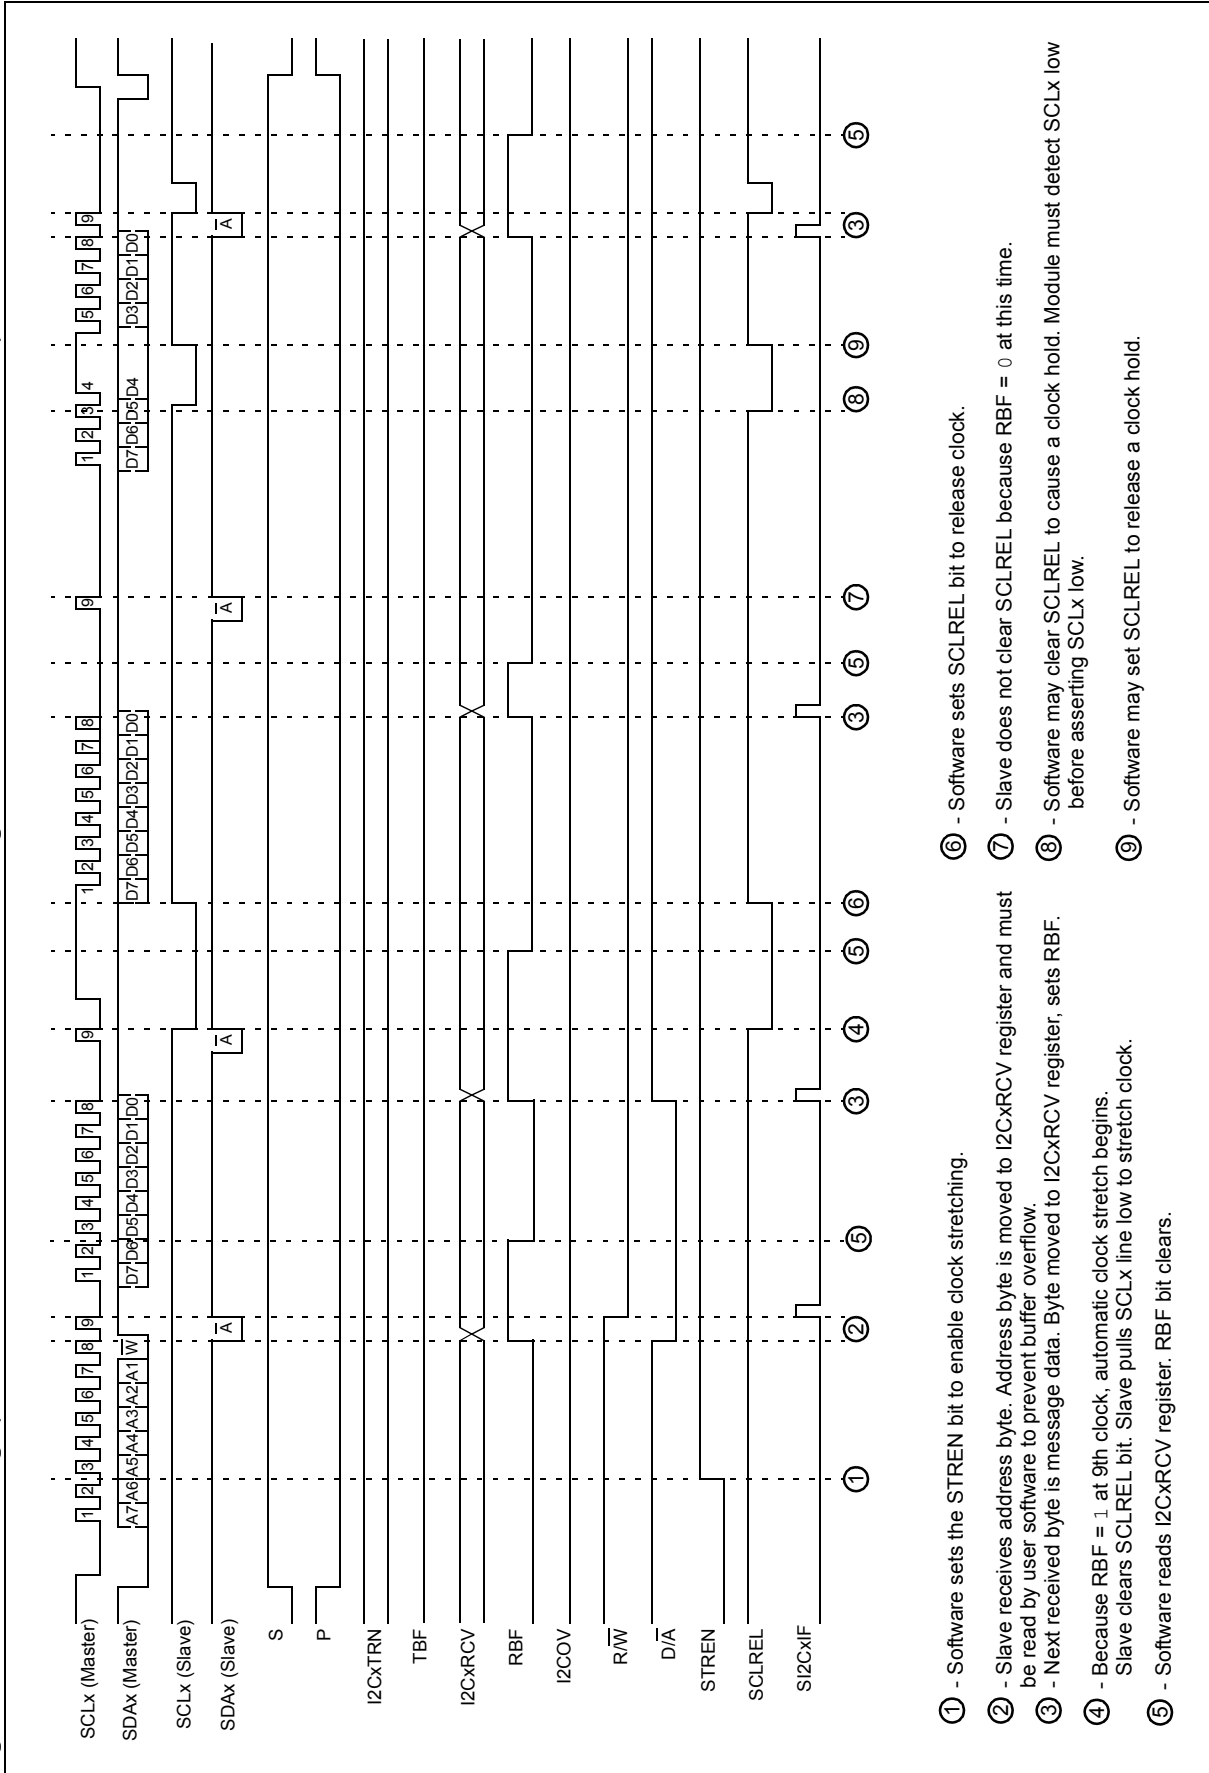 SCLx (Master)
1 2 3 4 5 6 7 8 9 1 2 3 4 5 6 7 8 9 1 2 3 4 5 6 7 8 9 1 2 3 4 5 6 7 8 9
SDAx (Master)
A7 A6 A5 A4 A3 A2 A1 W D7 D6 D5 D4 D3 D2 D1 D0 D7 D6 D5 D4 D3 D2 D1 D0 D7 D6 D5 D4 D3 D2 D1 D0
SCLx (Slave)
SDAx (Slave)
A A A A
S
P
I2CxTRN
TBF
I2CxRCV
RBF
I2COV
R/W
D/A
STREN
SCLREL
SI2CxIF
1 2 5 3 4 5 6 3 5 7 8 9 3 5
1 - Software sets the STREN bit to enable clock stretching.
2 - Slave receives address byte. Address byte is moved to I2CxRCV register and must
be read by user software to prevent buffer overflow.
3 - Next received byte is message data. Byte moved to I2CxRCV register, sets RBF.
4 - Because RBF = 1 at 9th clock, automatic clock stretch begins.
Slave clears SCLREL bit. Slave pulls SCLx line low to stretch clock.
5 - Software reads I2CxRCV register. RBF bit clears.
6 - Software sets SCLREL bit to release clock.
7 - Slave does not clear SCLREL because RBF = 0 at this time.
8 - Software may clear SCLREL to cause a clock hold. Module must detect SCLx low
before asserting SCLx low.
9 - Software may set SCLREL to release a clock hold.